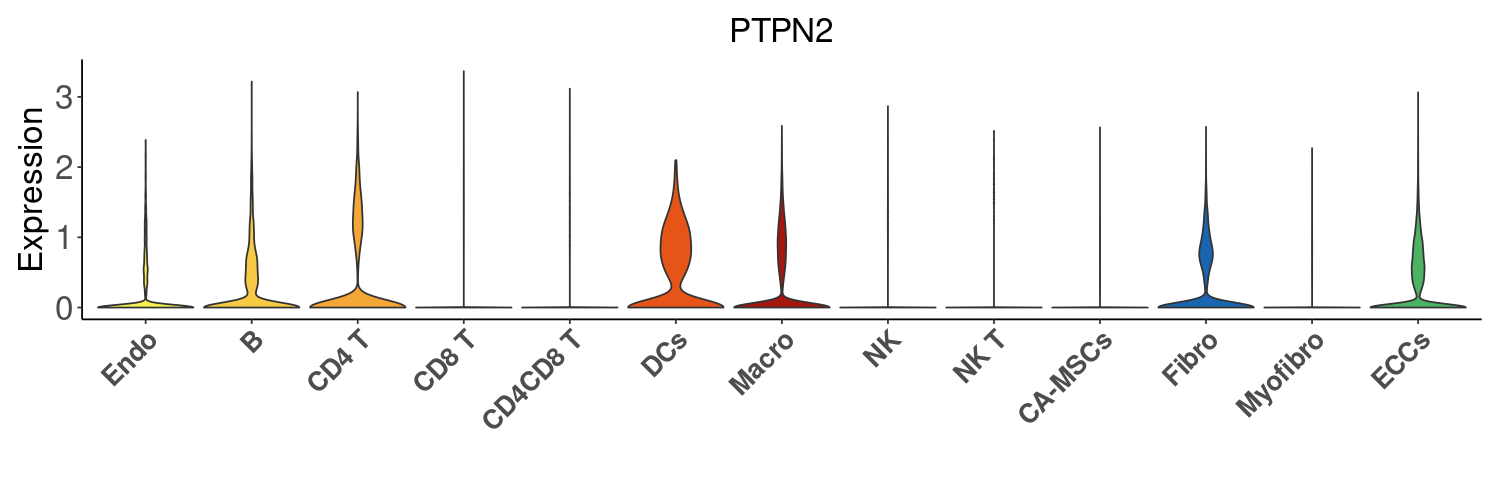 PTPN2
Expression
3
2
1
0
Endo
B
CD4 T
CD8 T
CD4CD8 T
DCs
Macro
NK
NK T
CA-MSCs
Fibro
Myofibro
ECCs